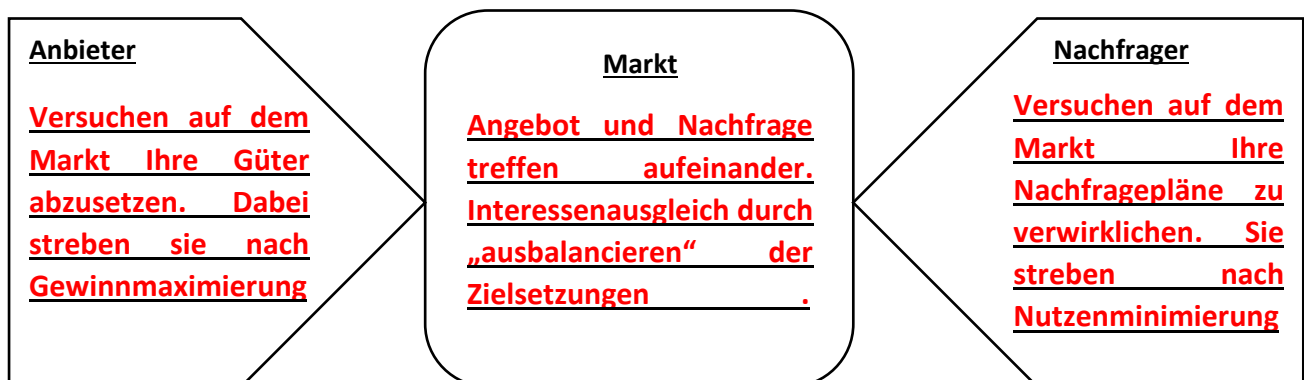 Anbieter
Versuchen auf dem
Markt Ihre Güter
abzusetzen. Dabei
streben sie nach
Gewinnmaximierung
Markt
Angebot und Nachfrage
treffen aufeinander.
Interessenausgleich durch
„ausbalancieren“ der
Zielsetzungen .
Nachfrager
Versuchen auf dem
Markt Ihre
Nachfragepläne zu
verwirklichen. Sie
streben nach
Nutzenminimierung